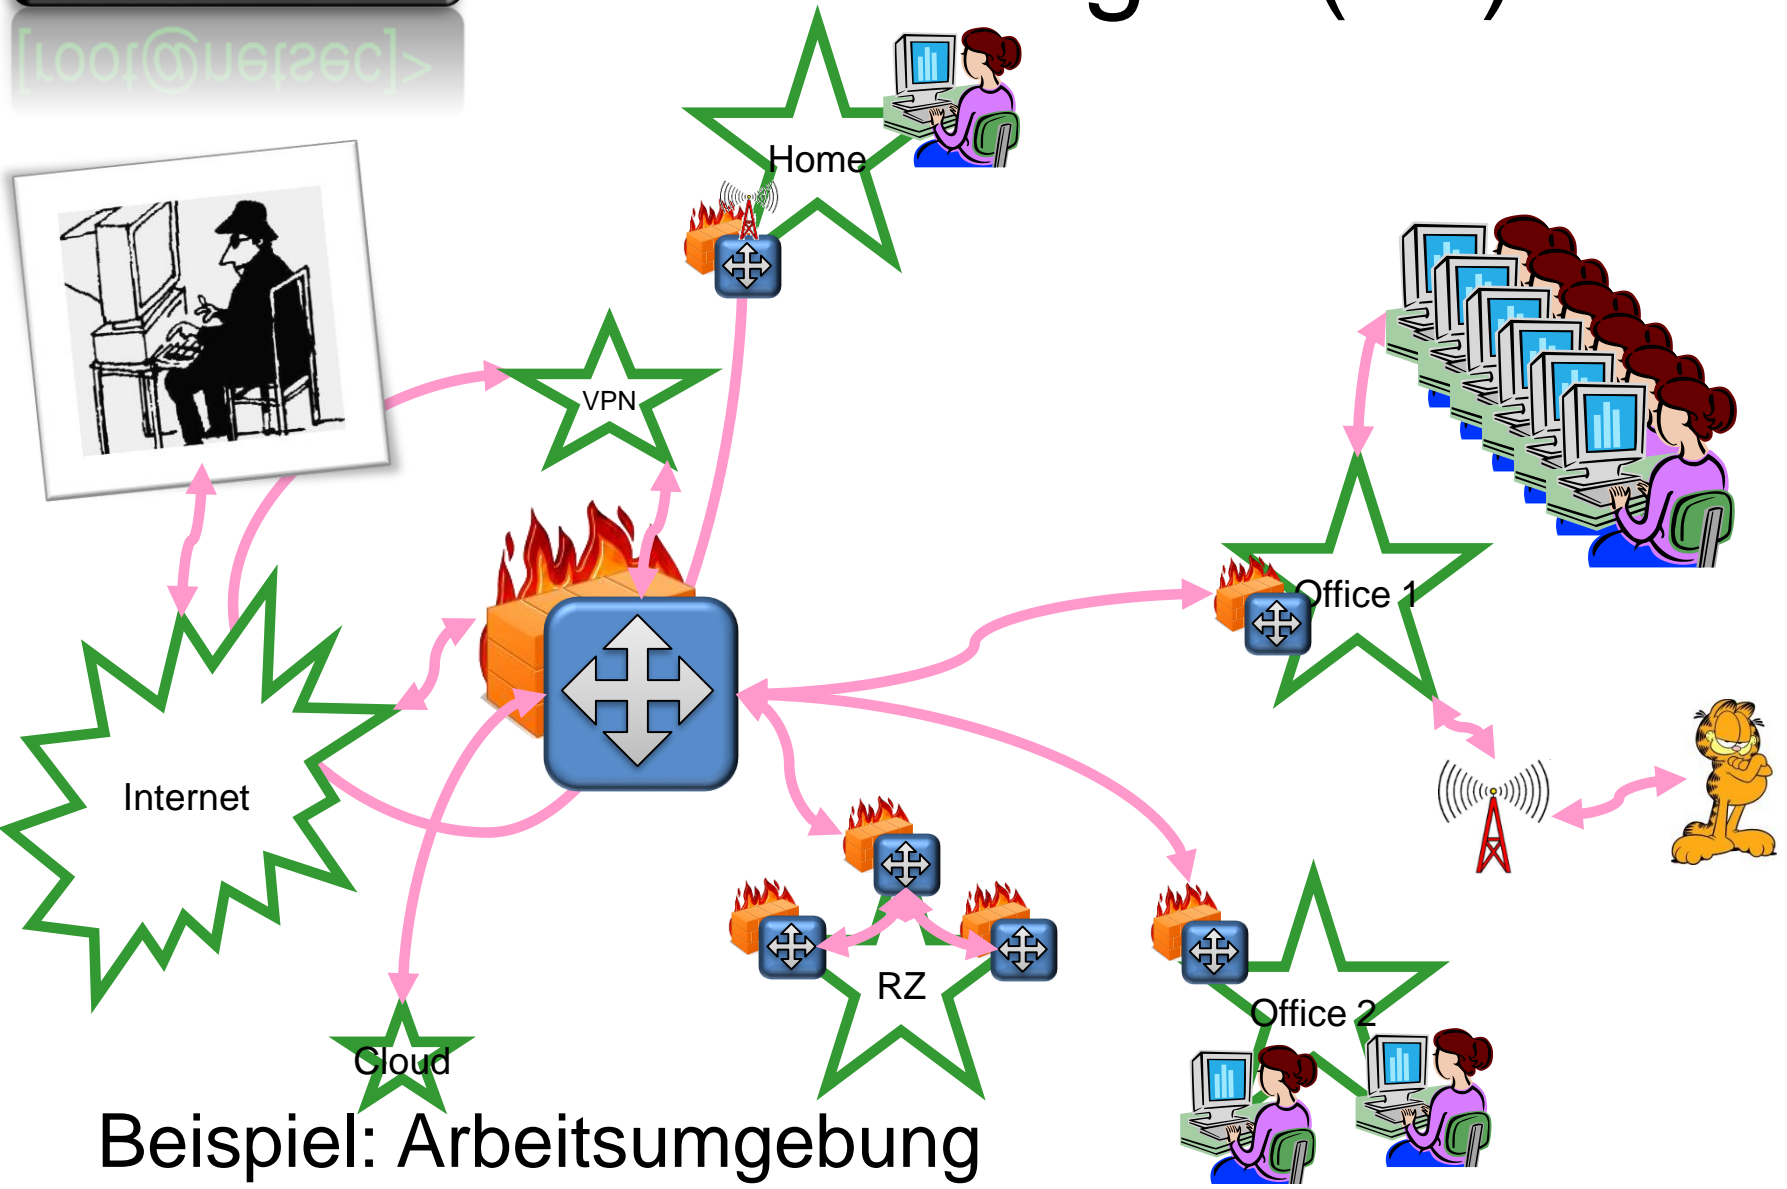 [root@netsec]>
Home
VPN
Office 1
Internet
RZ
Office 2
Cloud
Beispiel: Arbeitsumgebung